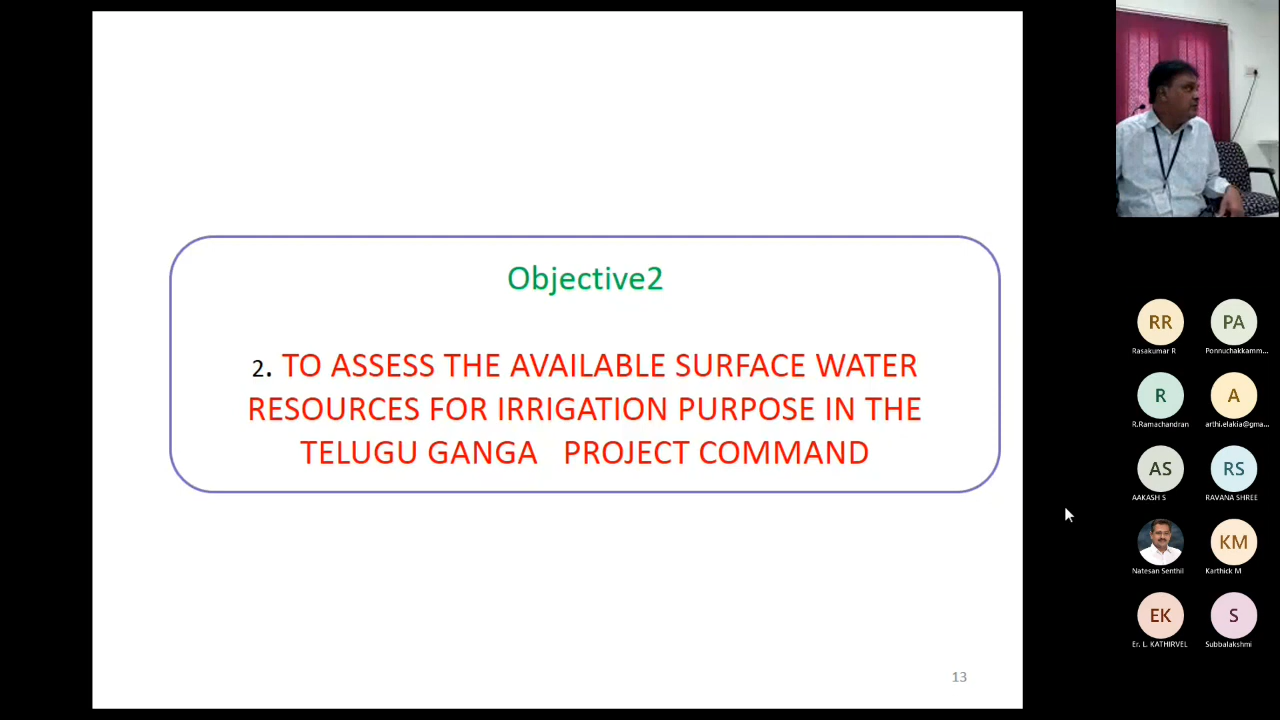 Objective2
2. TO ASSESS THE AVAILABLE SURFACE WATER
RESOURCES FOR IRRIGATION PURPOSE IN THE
TELUGU GANGA PROJECT COMMAND
13
RR
Rasakumar R
PA
Ponnuchakkamm...
R
R.Ramachandran
A
arthi.elakia@gma...
AS
AAKASH S
RS
RAVANA SHREE
Natesan Senthil
KM
Karthick M
EK
Er. L. KATHIRVEL
S
Subbalakshmi